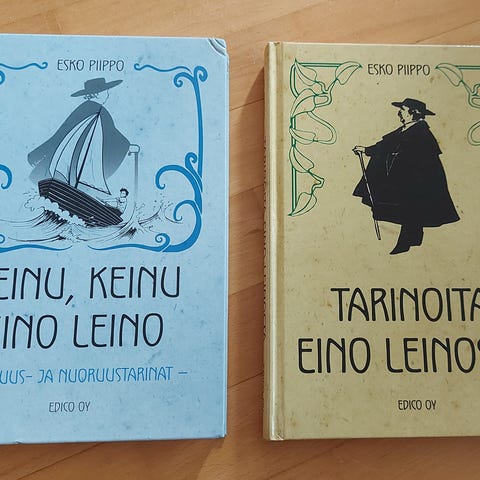 ESKO PIIPPO
EINU, KEINU
INO LEINO
UUS- JA NUORUUSTARINAT –
EDICO OY
ESKO PIIPPO
TARINOITA
EINO LEINOS
EDICO OY